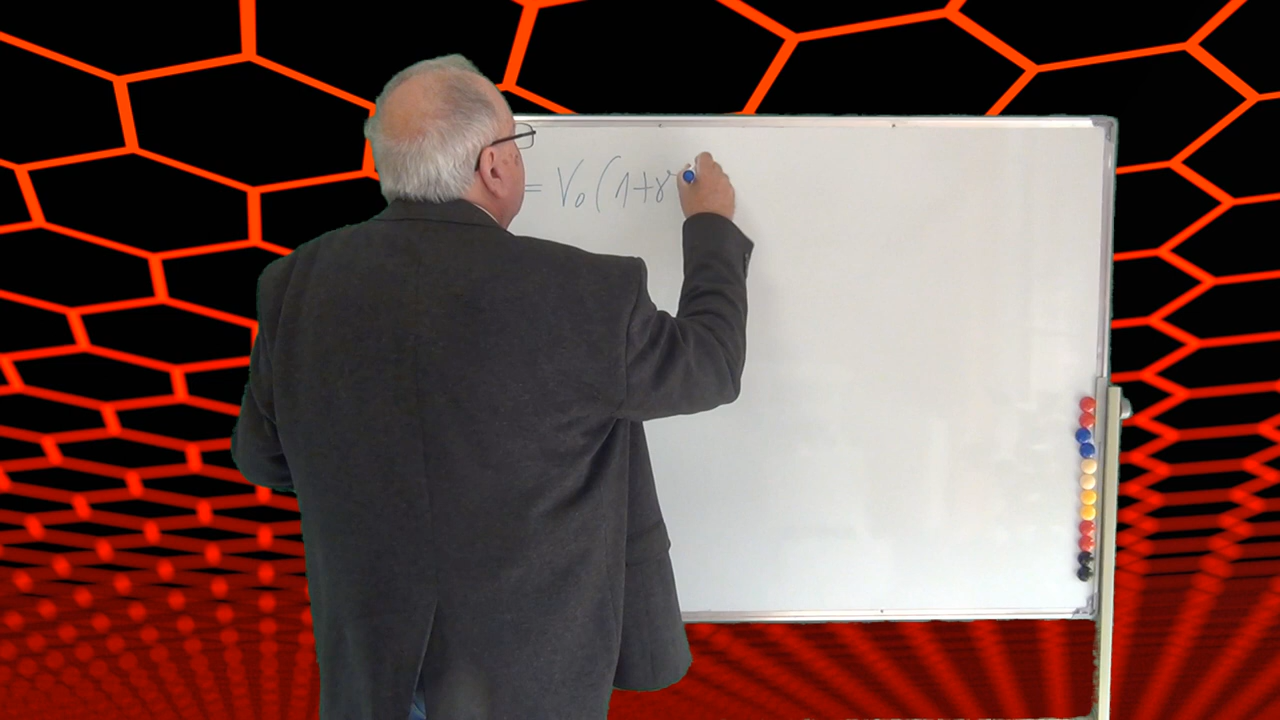 = V₀ (1+γ